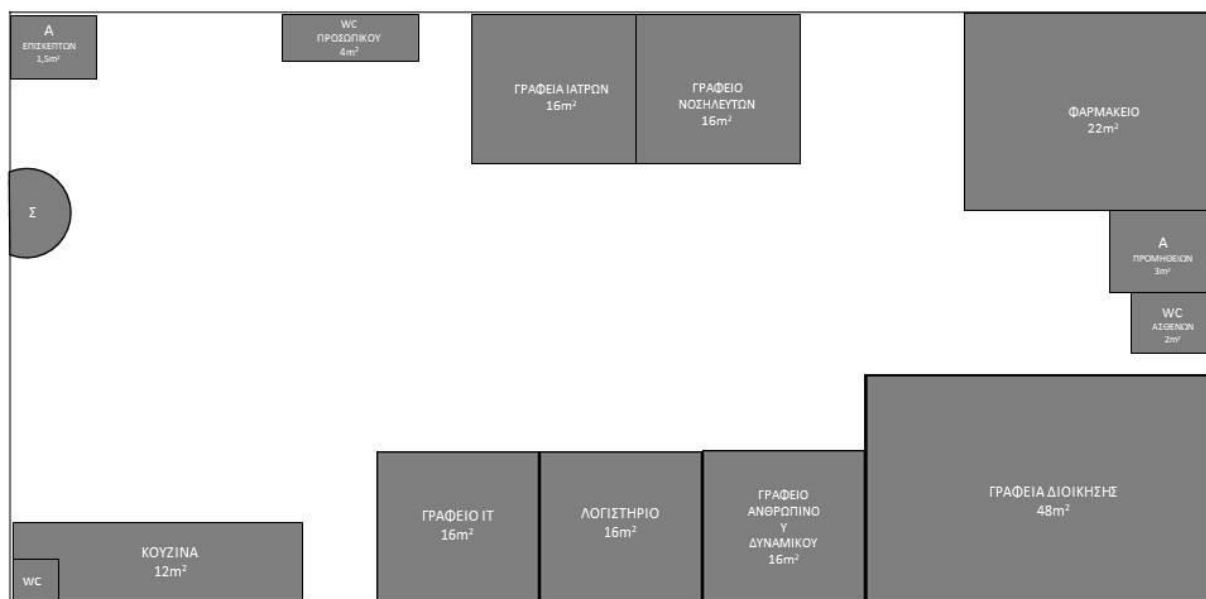 Α
ΕΠΙΣΚΕΠΤΩΝ
1,5m²
WC
ΠΡΟΣΩΠΙΚΟΥ
4m²
ΓΡΑΦΕΙΑ ΙΑΤΡΩΝ
16m²
ΓΡΑΦΕΙΟ
ΝΟΣΗΛΕΥΤΩΝ
16m²
ΦΑΡΜΑΚΕΙΟ
22m²
Σ
Α
ΠΡΟΜΗΘΕΙΩΝ
3m²
WC
ΑΣΘΕΝΩΝ
2m²
ΓΡΑΦΕΙΟ IT
16m²
ΛΟΓΙΣΤΗΡΙΟ
16m²
ΓΡΑΦΕΙΟ
ΑΝΘΡΩΠΙΝΟ
Υ
ΔΥΝΑΜΙΚΟΥ
16m²
ΓΡΑΦΕΙΑ ΔΙΟΙΚΗΣΗΣ
48m²
ΚΟΥΖΙΝΑ
12m²
WC